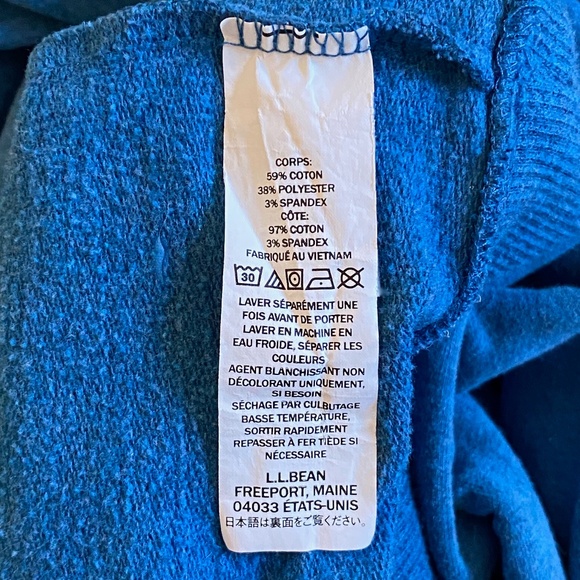 CORPS:
59% COTON
38% POLYESTER
3% SPANDEX
CÔTE:
97% COTON
3% SPANDEX
FABRIQUÉ AU VIETNAM
30
LAVER SÉPARÉMENT UNE
FOIS AVANT DE PORTER
LAVER EN MACHINE EN
EAU FROIDE, SÉPARER LES
COULEURS
AGENT BLANCHISSANT NON
DÉCOLORANT UNIQUEMENT,
SI BESOIN
SÉCHAGE PAR CULBUTAGE
BASSE TEMPÉRATURE,
SORTIR RAPIDEMENT
REPASSER À FER TIÈDE SI
NÉCESSAIRE
L.L.BEAN
FREEPORT, MAINE
04033 ÉTATS-UNIS
日本語は裏面をご覧ください。